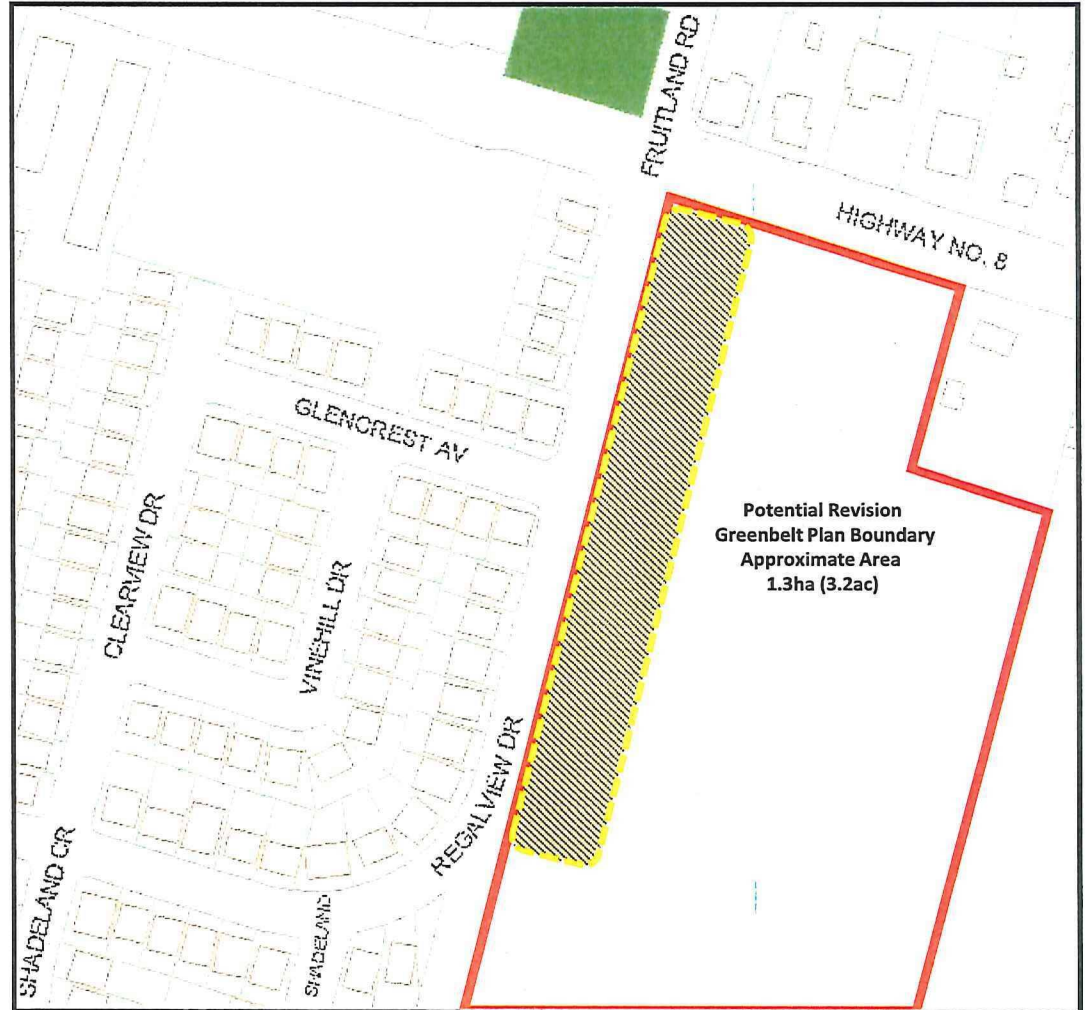 FRUITLAND RD
HIGHWAY NO. 8
GLENCREST AV
CLEARVIEW DR
VINEHILL DR
Potential Revision
Greenbelt Plan Boundary
Approximate Area
1.3ha (3.2ac)
REGALVIEW DR
SHADELAND CR
SHADELAND